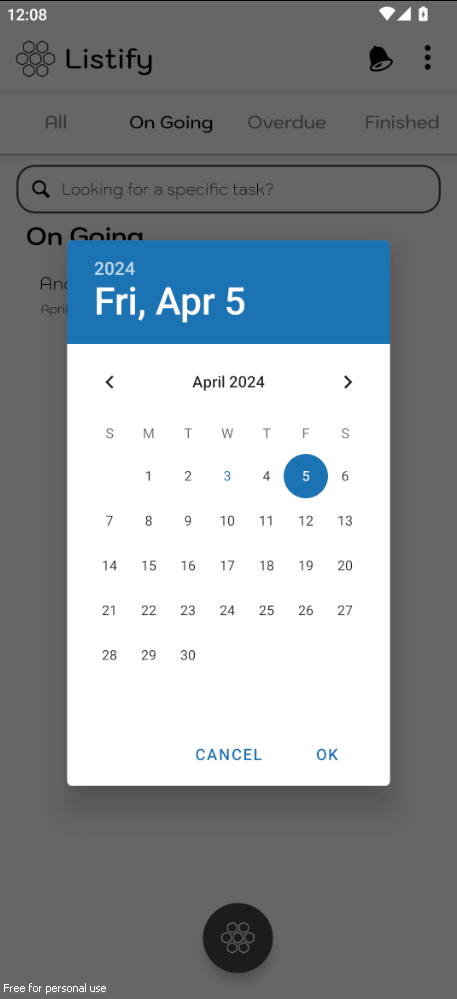 12:08
Listify
All On Going Overdue Finished
Looking for a specific task?
On Going
April
2024
Fri, Apr 5
April 2024
S M T W T F S
1 2 3 4 5 6
7 8 9 10 11 12 13
14 15 16 17 18 19 20
21 22 23 24 25 26 27
28 29 30
CANCEL OK
Free for personal use